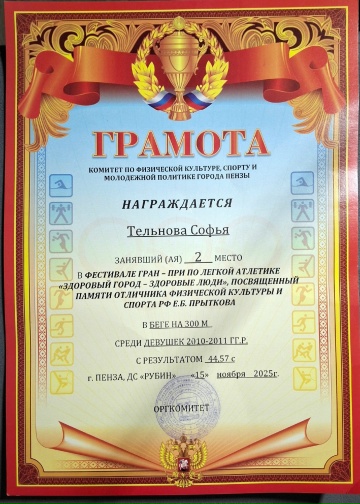 ГРАМОТА
КОМИТЕТ ПО ФИЗИЧЕСКОЙ КУЛЬТУРЕ, СПОРТУ И
МОЛОДЕЖНОЙ ПОЛИТИКЕ ГОРОДА ПЕНЗЫ
НАГРАЖДАЕТСЯ
Тельнова Софья
ЗАНЯВШИЙ (АЯ) 2 МЕСТО
В ФЕСТИВАЛЕ ГРАН – ПРИ ПО ЛЕГКОЙ АТЛЕТИКЕ
«ЗДОРОВЫЙ ГОРОД – ЗДОРОВЫЕ ЛЮДИ», ПОСВЯЩЕННЫЙ
ПАМЯТИ ОТЛИЧНИКА ФИЗИЧЕСКОЙ КУЛЬТУРЫ И
СПОРТА РФ Е.Б. ПРЫТКОВА
В БЕГЕ НА 300 М
СРЕДИ ДЕВУШЕК 2010-2011 ГГ.Р.
С РЕЗУЛЬТАТОМ 44,57 с
г. ПЕНЗА, ДС «РУБИН» «15» ноября 2025г.
ОРГКОМИТЕТ